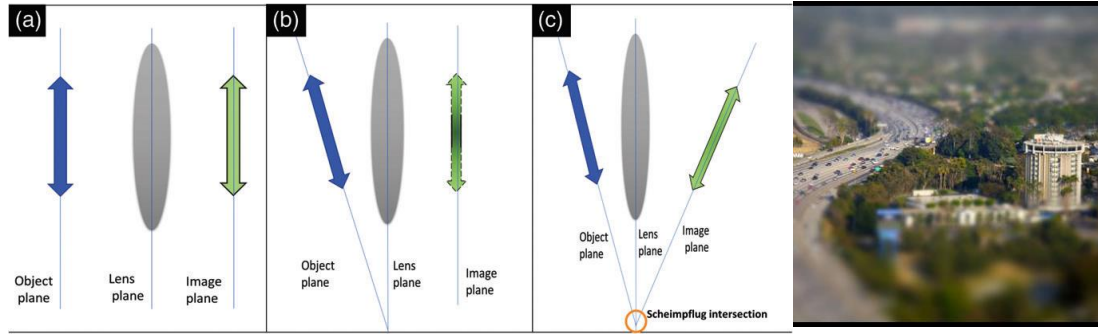 (a)
Object
plane
Lens
plane
Image
plane
(b)
Object
plane
Lens
plane
Image
plane
(c)
Object
plane
Lens
plane
Image
plane
Scheimpflug intersection